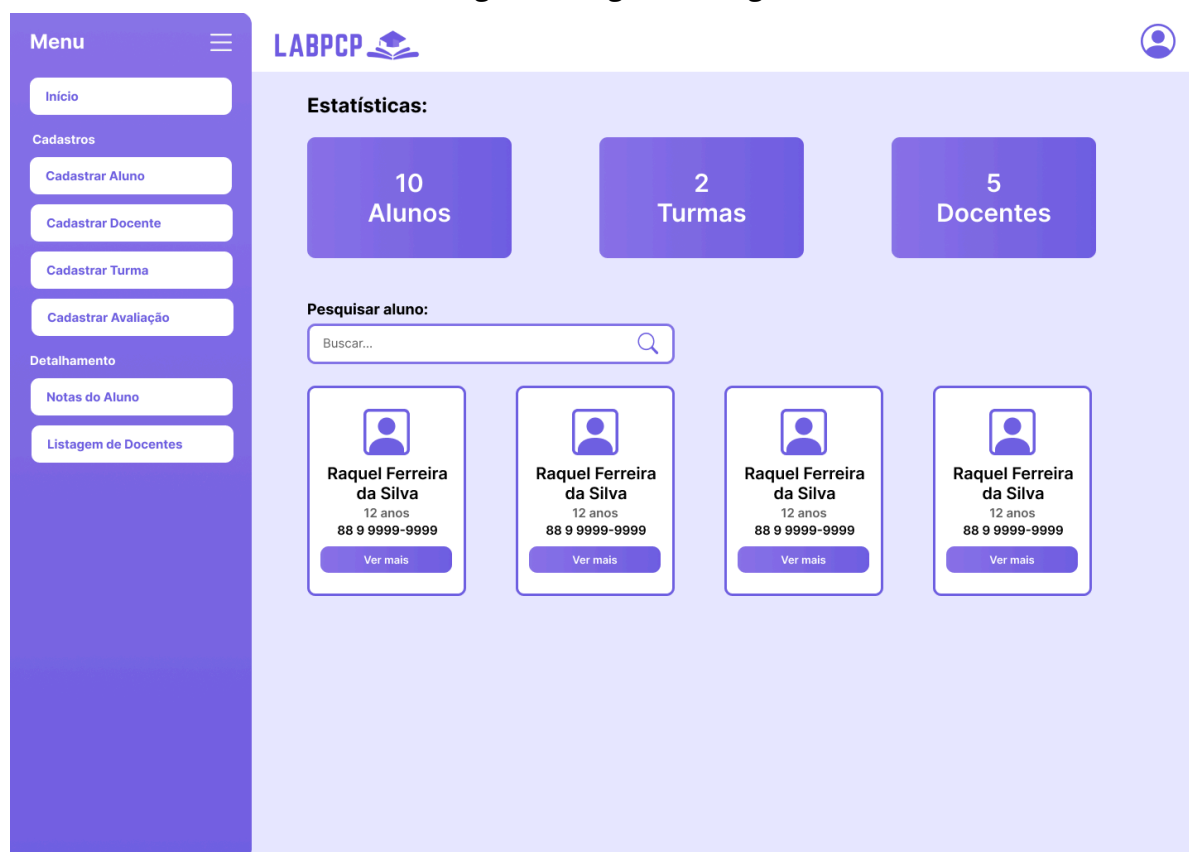 Menu
Início
Cadastros
Cadastrar Aluno
Cadastrar Docente
Cadastrar Turma
Cadastrar Avaliação
Detalhamento
Notas do Aluno
Listagem de Docentes
LABPCP
Estatísticas:
10
Alunos
2
Turmas
5
Docentes
Pesquisar aluno:
Buscar...
Raquel Ferreira
da Silva
12 anos
88 9 9999-9999
Ver mais
Raquel Ferreira
da Silva
12 anos
88 9 9999-9999
Ver mais
Raquel Ferreira
da Silva
12 anos
88 9 9999-9999
Ver mais
Raquel Ferreira
da Silva
12 anos
88 9 9999-9999
Ver mais